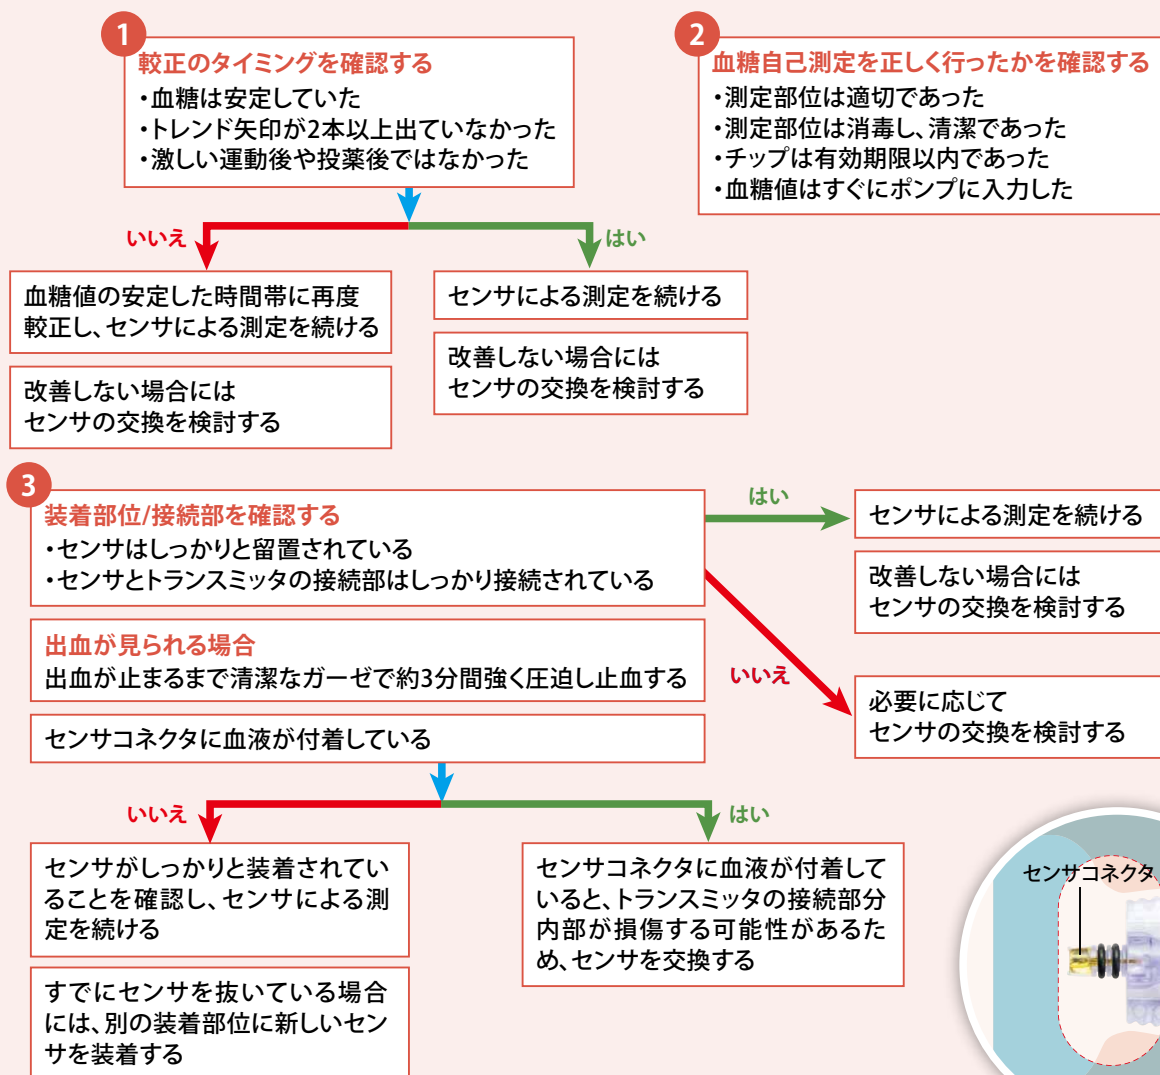 1
較正のタイミングを確認する
・血糖は安定していた
・トレンド矢印が2本以上出ていなかった
・激しい運動後や投薬後ではなかった
いいえ
はい
血糖値の安定した時間帯に再度
較正し、センサによる測定を続ける
改善しない場合には
センサの交換を検討する
センサによる測定を続ける
改善しない場合には
センサの交換を検討する
2
血糖自己測定を正しく行ったかを確認する
・測定部位は適切であった
・測定部位は消毒し、清潔であった
・チップは有効期限以内であった
・血糖値はすぐにポンプに入力した
3
装着部位/接続部を確認する
・センサはしっかりと留置されている
・センサとトランスミッタの接続部はしっかり接続されている
はい
センサによる測定を続ける
改善しない場合には
センサの交換を検討する
いいえ
必要に応じて
センサの交換を検討する
出血が見られる場合
出血が止まるまで清潔なガーゼで約3分間強く圧迫し止血する
センサコネクタに血液が付着している
いいえ
はい
センサがしっかりと装着されてい
ることを確認し、センサによる測
定を続ける
すでにセンサを抜いている場合
には、別の装着部位に新しいセン
サを装着する
センサコネクタに血液が付着して
いると、トランスミッタの接続部分
内部が損傷する可能性があるた
め、センサを交換する
センサコネクタ